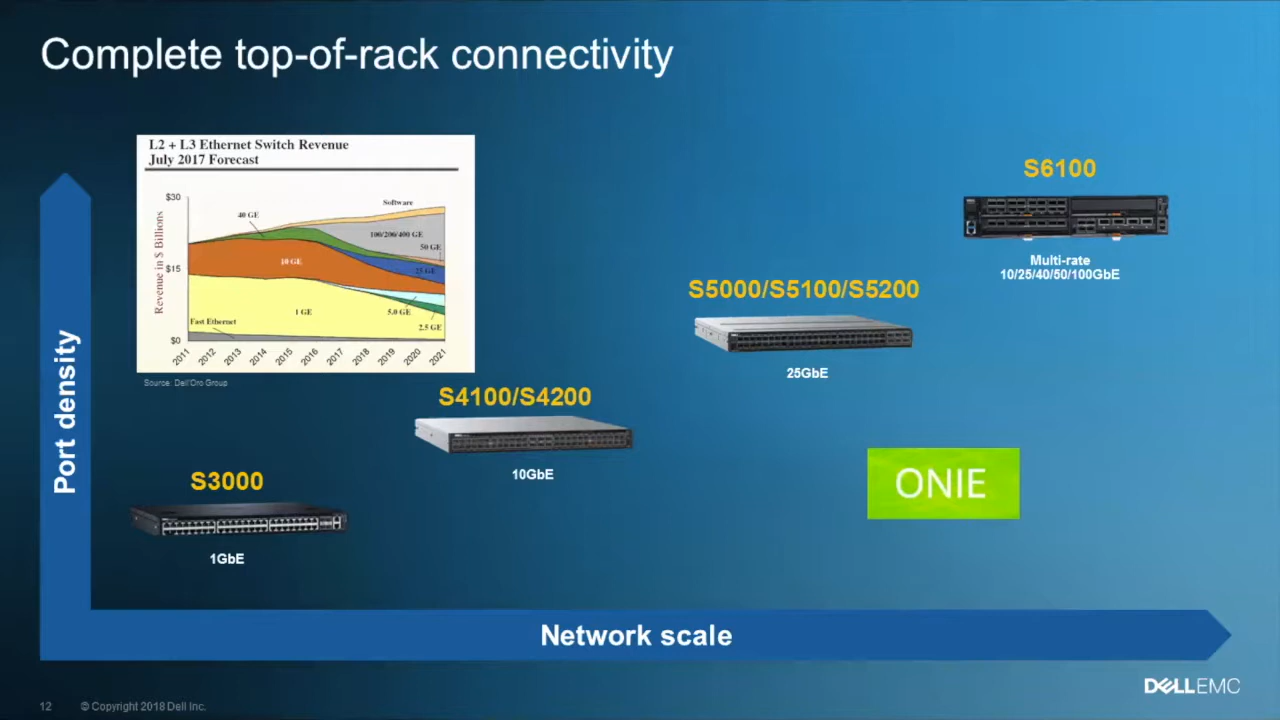 Complete top-of-rack connectivity
L2 + L3 Ethernet Switch Revenue
July 2017 Forecast
Revenue in $ Billions
$30
$15
$0
Software
40 GE
100/200/400 GE
50 GE
10 GE
25 GE
1 GE
5.0 GE
2.5 GE
Fast Ethernet
2011
2012
2013
2014
2015
2016
2017
2018
2019
2020
2021
Source: Dell'Oro Group
S6100
Multi-rate
10/25/40/50/100GbE
S5000/S5100/S5200
25GbE
S4100/S4200
10GbE
S3000
1GbE
ONIE
Port density
Network scale
DELLEMC
12
© Copyright 2018 Dell Inc.